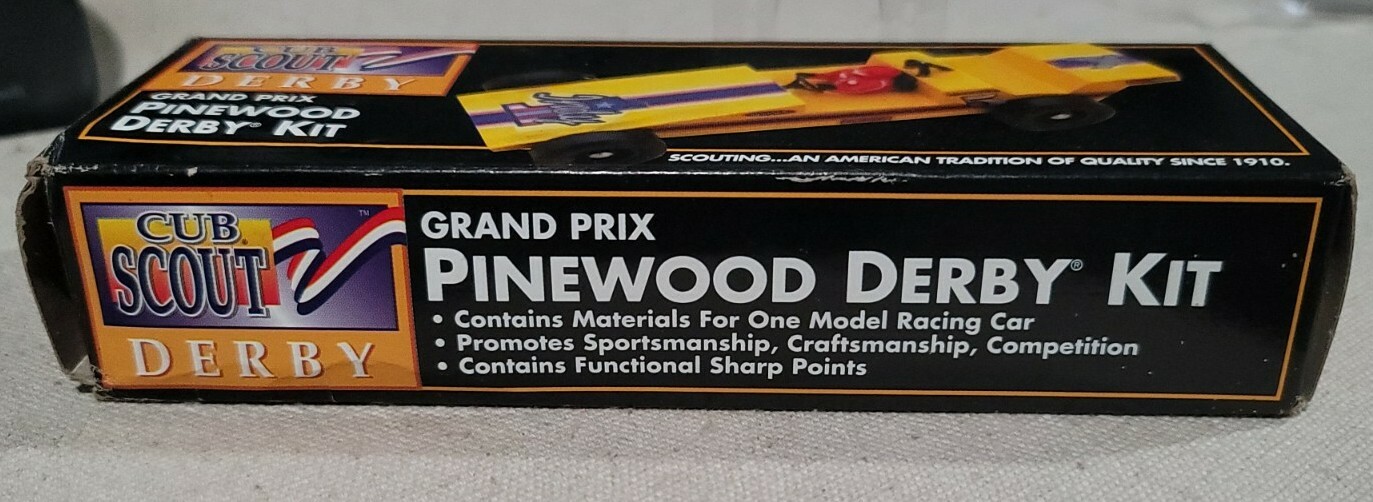 CUB
SCOUT
DERBY
GRAND PRIX
PINEWOOD
DERBY® KIT
SCOUTING...AN AMERICAN TRADITION OF QUALITY SINCE 1910.
CUB
SCOUT® ™
DERBY
GRAND PRIX
PINEWOOD DERBY® KIT
• Contains Materials For One Model Racing Car
• Promotes Sportsmanship, Craftsmanship, Competition
• Contains Functional Sharp Points